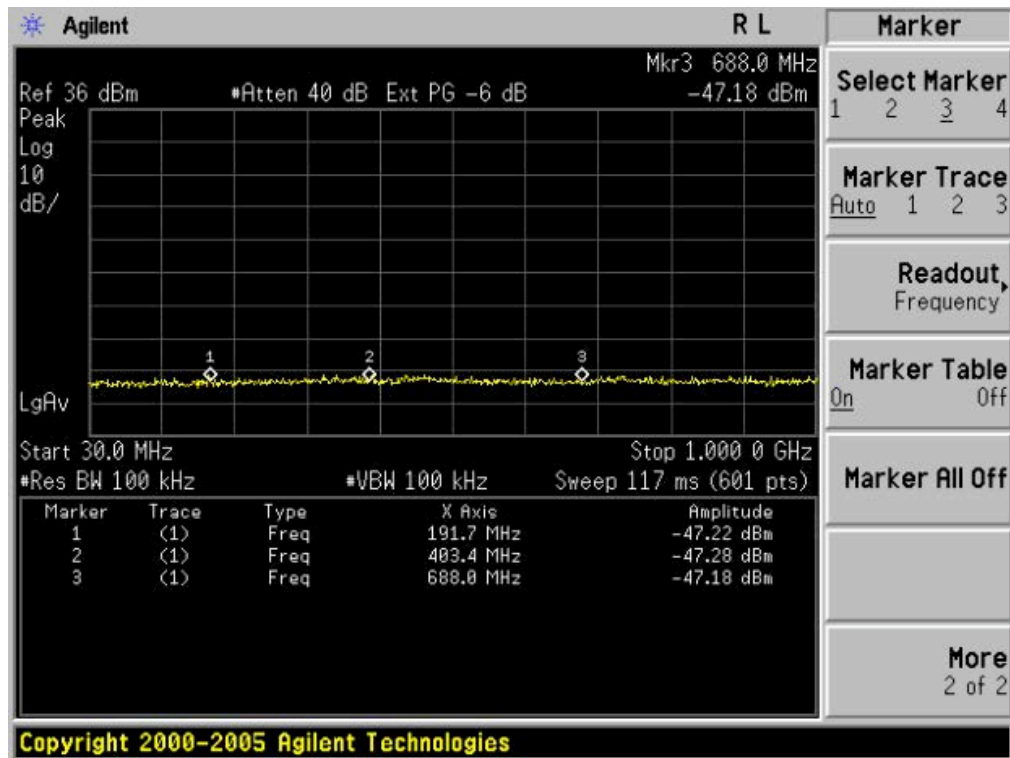 Agilent R L
Mkr3 688.0 MHz
Ref 36 dBm #Atten 40 dB Ext PG -6 dB -47.18 dBm
Peak
Log
10
dB/
1 2 3
LgAv
Start 30.0 MHz Stop 1.000 0 GHz
#Res BW 100 kHz #VBW 100 kHz Sweep 117 ms (601 pts)
Marker Trace Type X Axis Amplitude
1 (1) Freq 191.7 MHz -47.22 dBm
2 (1) Freq 403.4 MHz -47.28 dBm
3 (1) Freq 688.0 MHz -47.18 dBm
Marker
Select Marker
1 2 3 4
Marker Trace
Auto 1 2 3
Readout
Frequency
Marker Table
On Off
Marker All Off
More
2 of 2
Copyright 2000-2005 Agilent Technologies